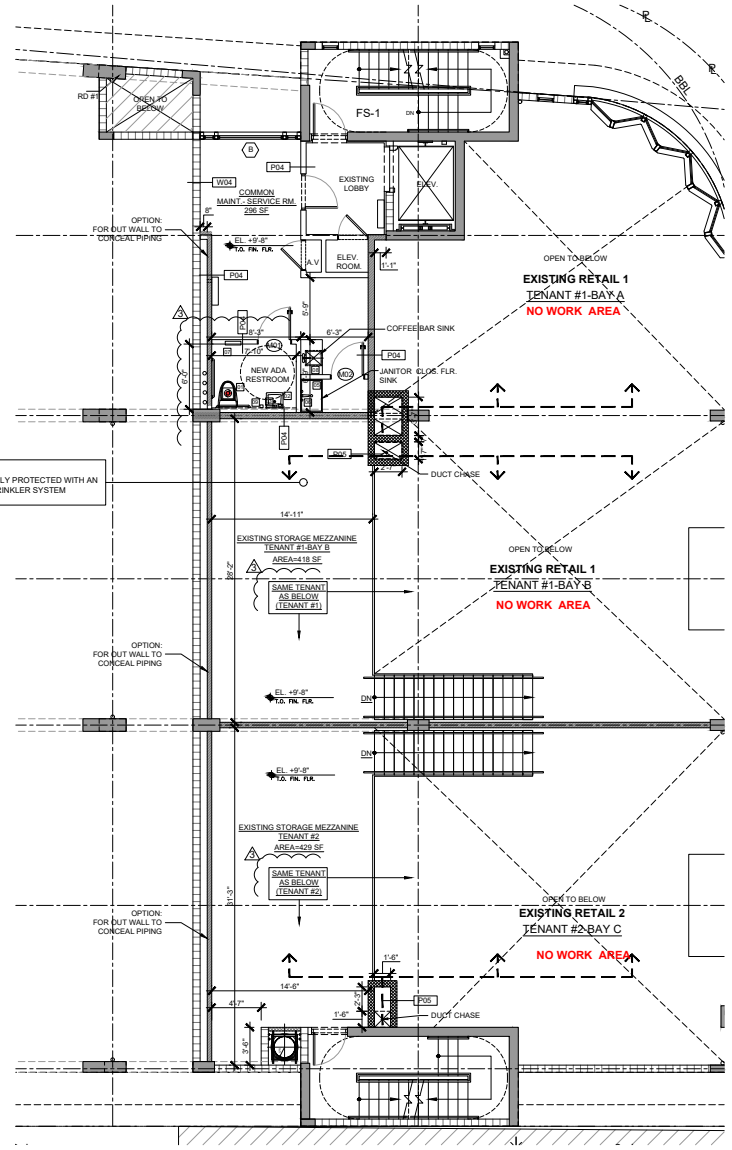 RD #1
OPEN TO
BELOW
FS-1
DN
BBL
B
P04
W04
COMMON
MAINT.- SERVICE RM.
296 SF
EXISTING
LOBBY
ELEV.
8"
OPTION:
FOR OUT WALL TO
CONCEAL PIPING
EL. +9'-8"
T.O. FIN. FLR.
A.V
ELEV.
ROOM.
1'-1"
OPEN TO BELOW
EXISTING RETAIL 1
TENANT #1-BAY A
NO WORK AREA
P04
3
5'-9"
P04
8'-3"
6'-3"
COFFEE BAR SINK
M01
7'-10"
P04
6'-0"
NEW ADA
RESTROOM
M02
JANITOR CLOS. FLR.
SINK
P04
P05
DUCT CHASE
LY PROTECTED WITH AN
RINKLER SYSTEM
14'-11"
EXISTING STORAGE MEZZANINE
TENANT #1-BAY B
AREA=418 SF
3
28'-2"
SAME TENANT
AS BELOW
(TENANT #1)
OPEN TO BELOW
EXISTING RETAIL 1
TENANT #1-BAY B
NO WORK AREA
OPTION:
FOR OUT WALL TO
CONCEAL PIPING
EL. +9'-8"
T.O. FIN. FLR.
DN
DN
EL. +9'-8"
T.O. FIN. FLR.
EXISTING STORAGE MEZZANINE
TENANT #2
AREA=429 SF
3
SAME TENANT
AS BELOW
(TENANT #2)
31'-3"
OPEN TO BELOW
EXISTING RETAIL 2
TENANT #2-BAY C
NO WORK AREA
OPTION:
FOR OUT WALL TO
CONCEAL PIPING
1'-6"
14'-6"
4'-7"
2'-3"
P05
DUCT CHASE
1'-6"
3'-6"